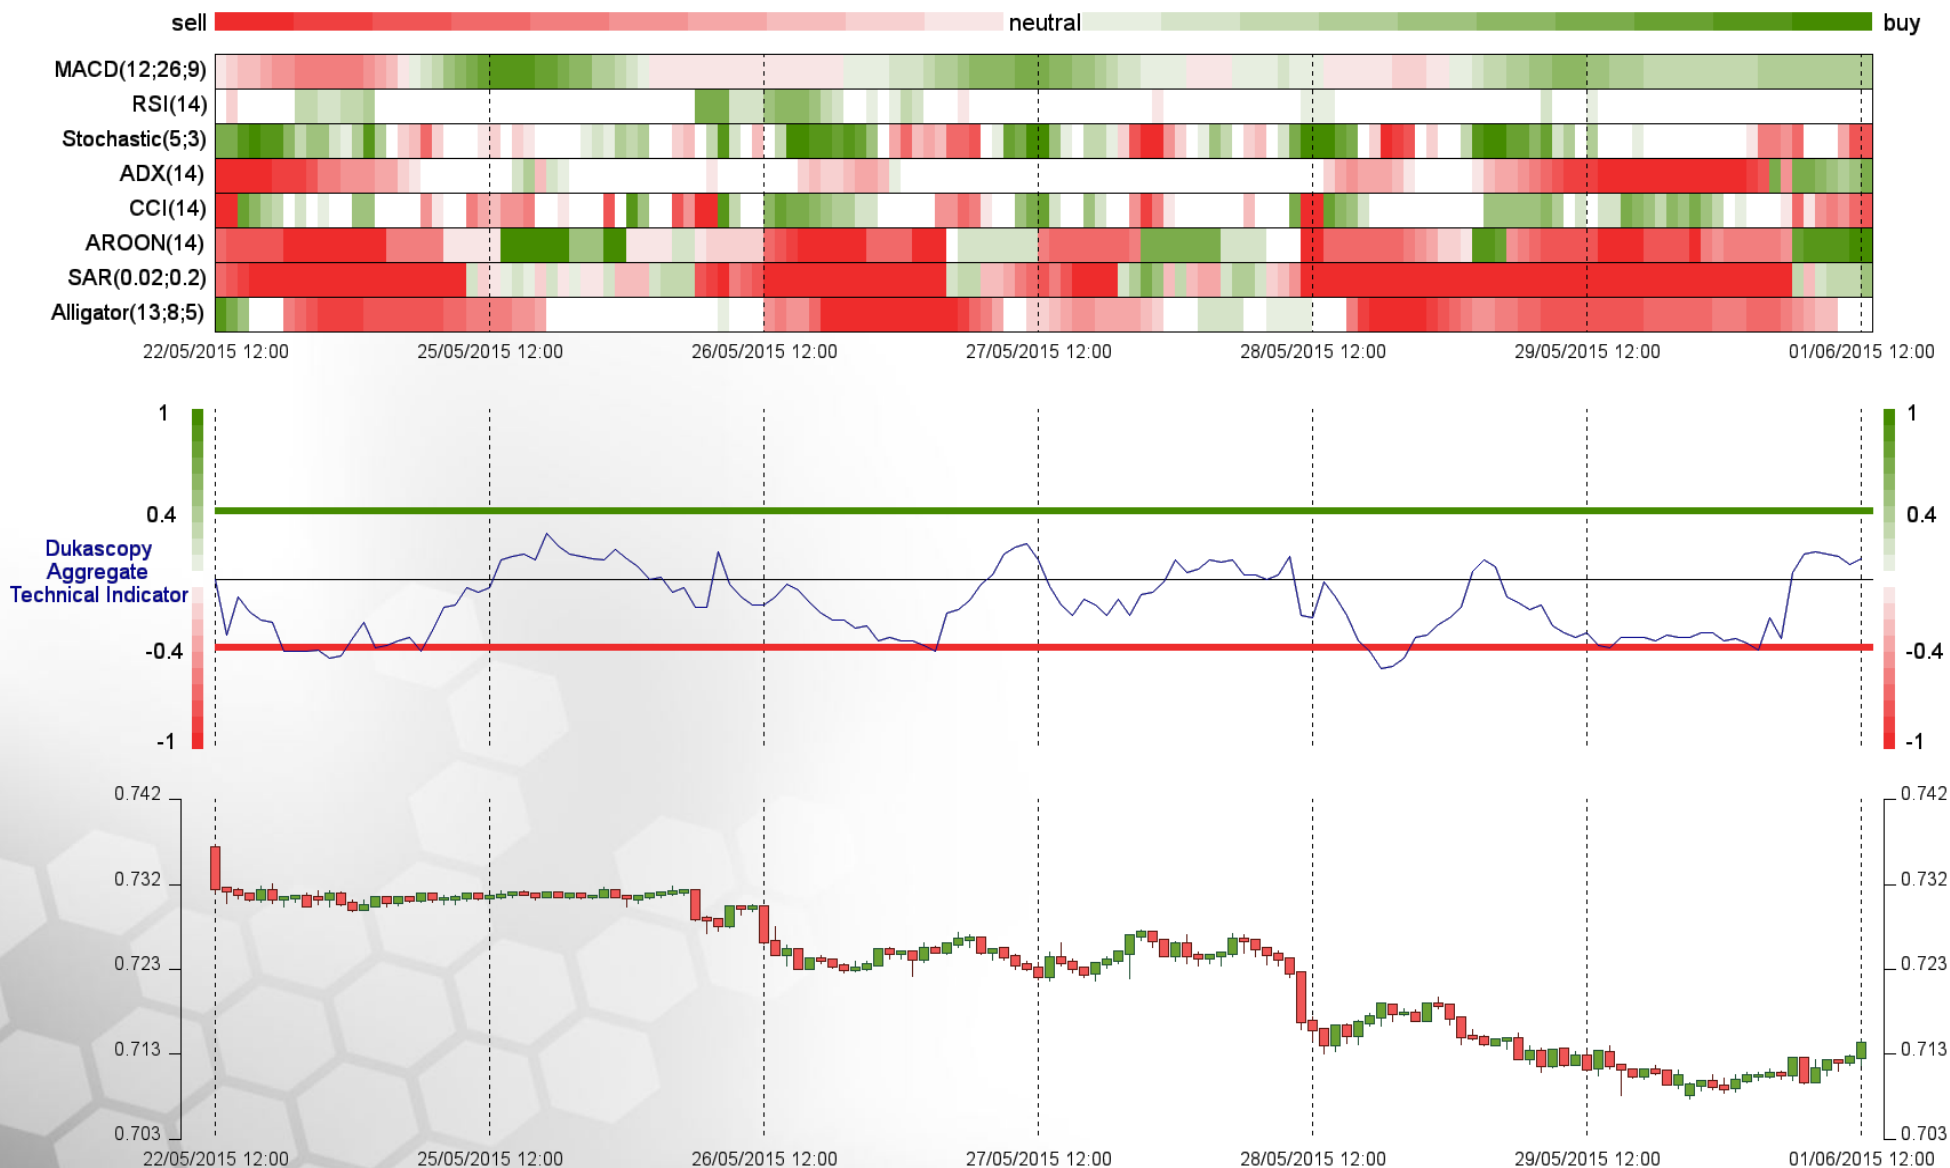 sell neutral buy
MACD(12;26;9)
RSI(14)
Stochastic(5;3)
ADX(14)
CCI(14)
AROON(14)
SAR(0.02;0.2)
Alligator(13;8;5)
22/05/2015 12:00 25/05/2015 12:00 26/05/2015 12:00 27/05/2015 12:00 28/05/2015 12:00 29/05/2015 12:00 01/06/2015 12:00
1 1
0.4 0.4
Dukascopy
Aggregate
Technical Indicator
-0.4 -0.4
-1 -1
0.742 0.742
0.732 0.732
0.723 0.723
0.713 0.713
0.703 0.703
22/05/2015 12:00 25/05/2015 12:00 26/05/2015 12:00 27/05/2015 12:00 28/05/2015 12:00 29/05/2015 12:00 01/06/2015 12:00